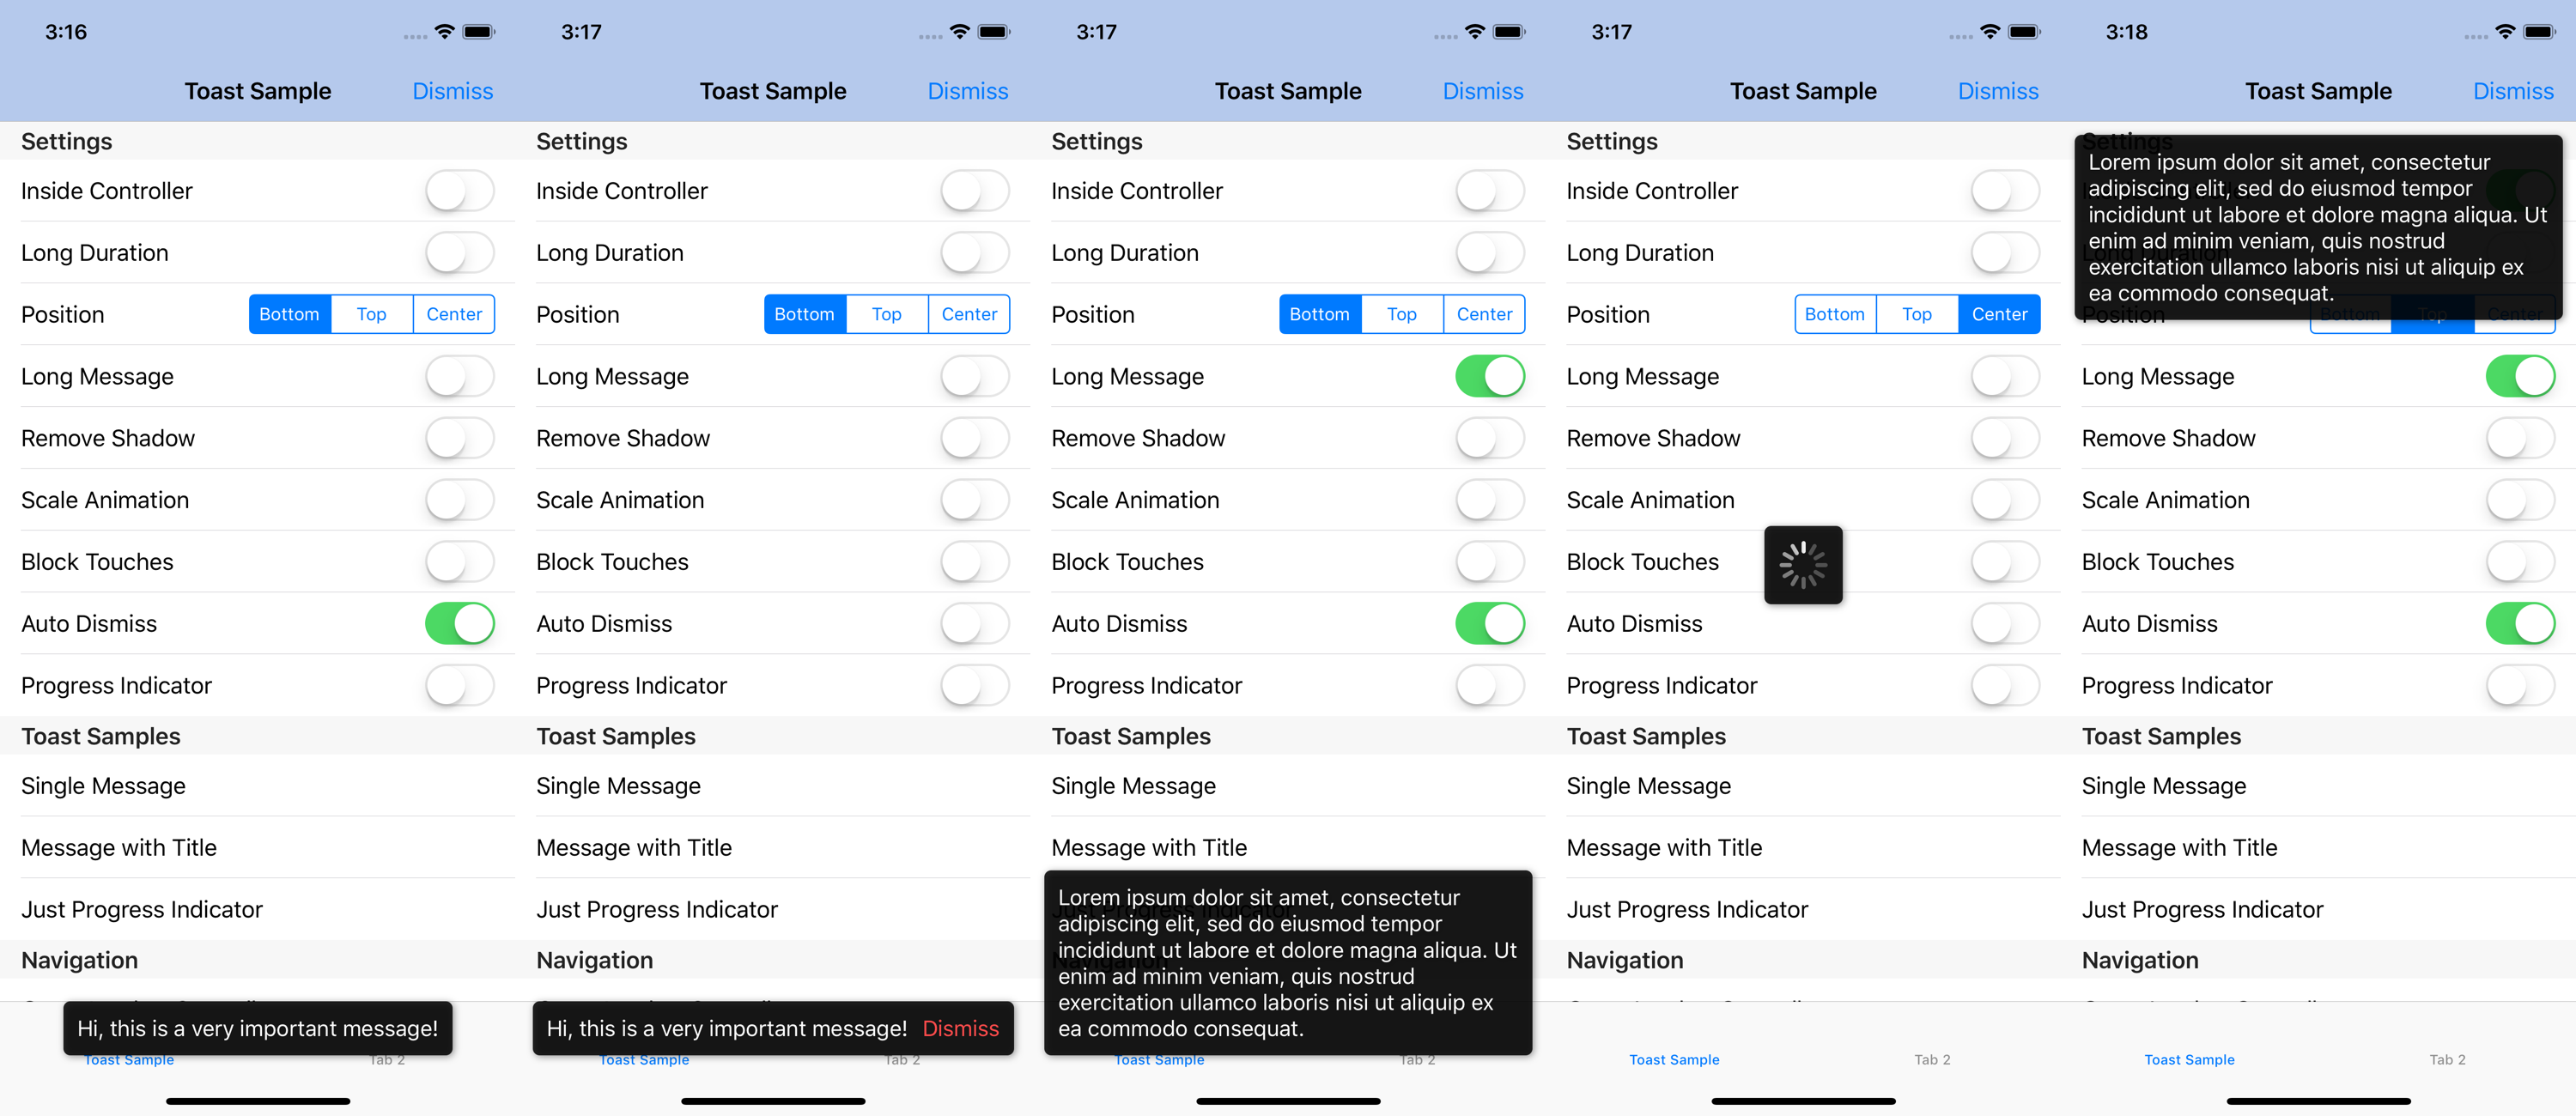 3:16
Toast Sample
Dismiss
Settings
Inside Controller
Long Duration
Position
Bottom
Top
Center
Long Message
Remove Shadow
Scale Animation
Block Touches
Auto Dismiss
Progress Indicator
Toast Samples
Single Message
Message with Title
Just Progress Indicator
Navigation
Hi, this is a very important message!
Toast Sample
Tab 2
3:17
Toast Sample
Dismiss
Settings
Inside Controller
Long Duration
Position
Bottom
Top
Center
Long Message
Remove Shadow
Scale Animation
Block Touches
Auto Dismiss
Progress Indicator
Toast Samples
Single Message
Message with Title
Just Progress Indicator
Navigation
Hi, this is a very important message! Dismiss
Toast Sample
Tab 2
3:17
Toast Sample
Dismiss
Settings
Inside Controller
Long Duration
Position
Bottom
Top
Center
Long Message
Remove Shadow
Scale Animation
Block Touches
Auto Dismiss
Progress Indicator
Toast Samples
Single Message
Message with Title
Lorem ipsum dolor sit amet, consectetur
adipiscing elit, sed do eiusmod tempor
incididunt ut labore et dolore magna aliqua. Ut
enim ad minim veniam, quis nostrud
exercitation ullamco laboris nisi ut aliquip ex
ea commodo consequat.
Toast Sample
Tab 2
3:17
Toast Sample
Dismiss
Settings
Inside Controller
Long Duration
Position
Bottom
Top
Center
Long Message
Remove Shadow
Scale Animation
Block Touches
Auto Dismiss
Progress Indicator
Toast Samples
Single Message
Message with Title
Just Progress Indicator
Navigation
Toast Sample
Tab 2
3:18
Toast Sample
Dismiss
Settings
Lorem ipsum dolor sit amet, consectetur
adipiscing elit, sed do eiusmod tempor
incididunt ut labore et dolore magna aliqua. Ut
enim ad minim veniam, quis nostrud
exercitation ullamco laboris nisi ut aliquip ex
ea commodo consequat.
Position
Bottom
Top
Center
Long Message
Remove Shadow
Scale Animation
Block Touches
Auto Dismiss
Progress Indicator
Toast Samples
Single Message
Message with Title
Just Progress Indicator
Navigation
Toast Sample
Tab 2